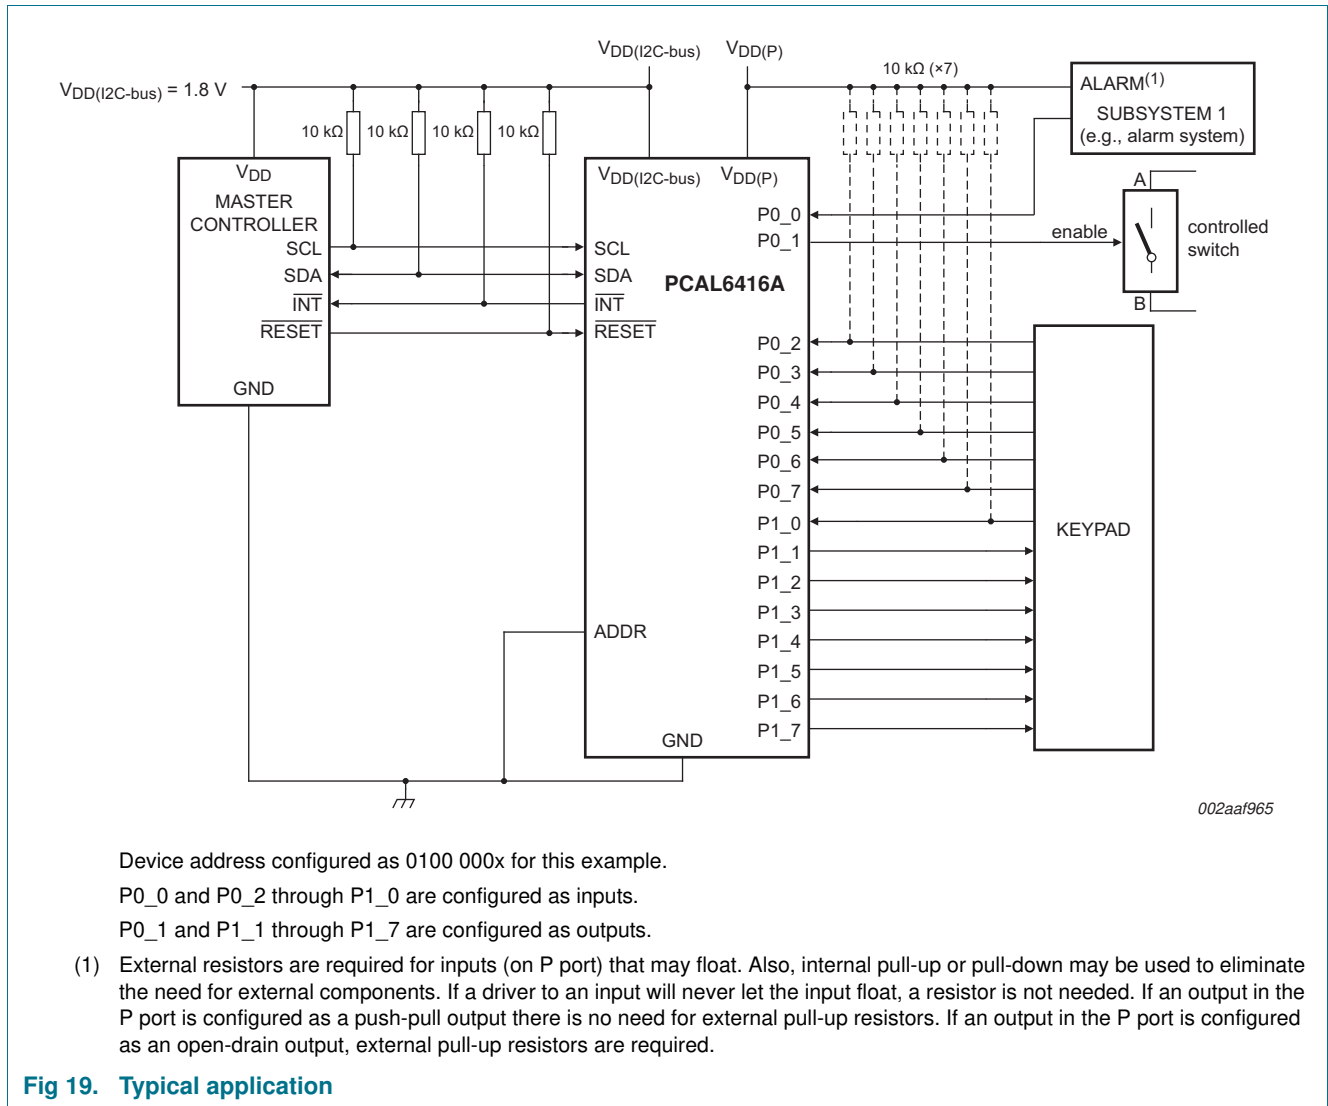 VDD(I2C-bus) VDD(P)
VDD(I2C-bus) = 1.8 V
10 kΩ (×7)
ALARM(1)
SUBSYSTEM 1
(e.g., alarm system)
10 kΩ 10 kΩ 10 kΩ 10 kΩ
VDD
MASTER
CONTROLLER
SCL
SDA
INT
RESET
GND
VDD(I2C-bus) VDD(P)
SCL
SDA
INT
RESET
PCAL6416A
ADDR
GND
P0_0
P0_1
P0_2
P0_3
P0_4
P0_5
P0_6
P0_7
P1_0
P1_1
P1_2
P1_3
P1_4
P1_5
P1_6
P1_7
enable
A
B
controlled
switch
KEYPAD
002aaf965
Device address configured as 0100 000x for this example.
P0_0 and P0_2 through P1_0 are configured as inputs.
P0_1 and P1_1 through P1_7 are configured as outputs.
(1) External resistors are required for inputs (on P port) that may float. Also, internal pull-up or pull-down may be used to eliminate
the need for external components. If a driver to an input will never let the input float, a resistor is not needed. If an output in the
P port is configured as a push-pull output there is no need for external pull-up resistors. If an output in the P port is configured
as an open-drain output, external pull-up resistors are required.
Fig 19. Typical application